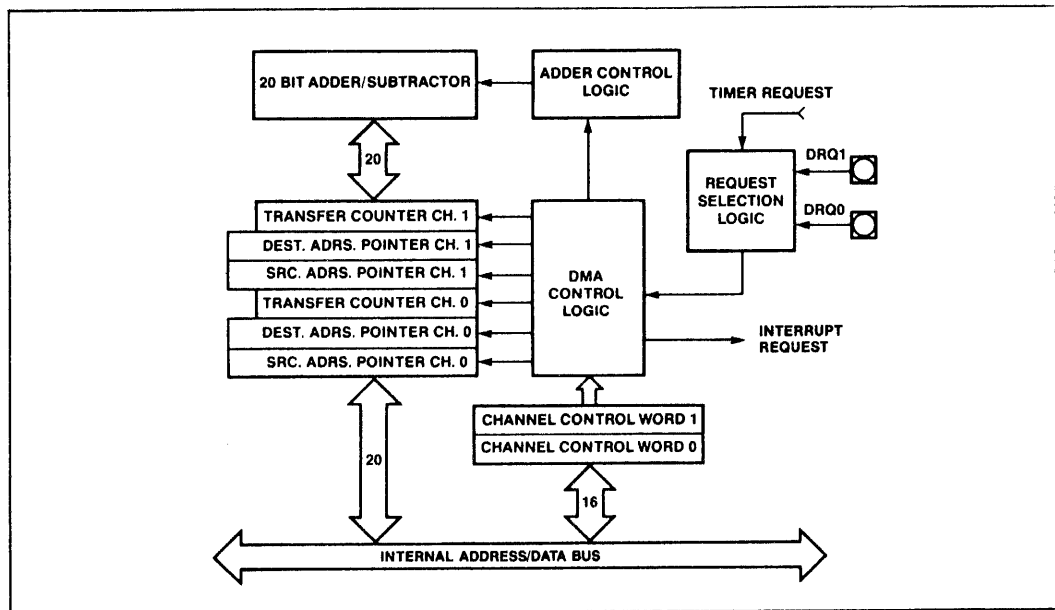 20 BIT ADDER/SUBTRACTOR
ADDER CONTROL
LOGIC
TIMER REQUEST
20
REQUEST
SELECTION
LOGIC
DRQ1
DRQ0
TRANSFER COUNTER CH. 1
DEST. ADRS. POINTER CH. 1
SRC. ADRS. POINTER CH. 1
TRANSFER COUNTER CH. 0
DEST. ADRS. POINTER CH. 0
SRC. ADRS. POINTER CH. 0
DMA
CONTROL
LOGIC
INTERRUPT
REQUEST
CHANNEL CONTROL WORD 1
CHANNEL CONTROL WORD 0
20
16
INTERNAL ADDRESS/DATA BUS